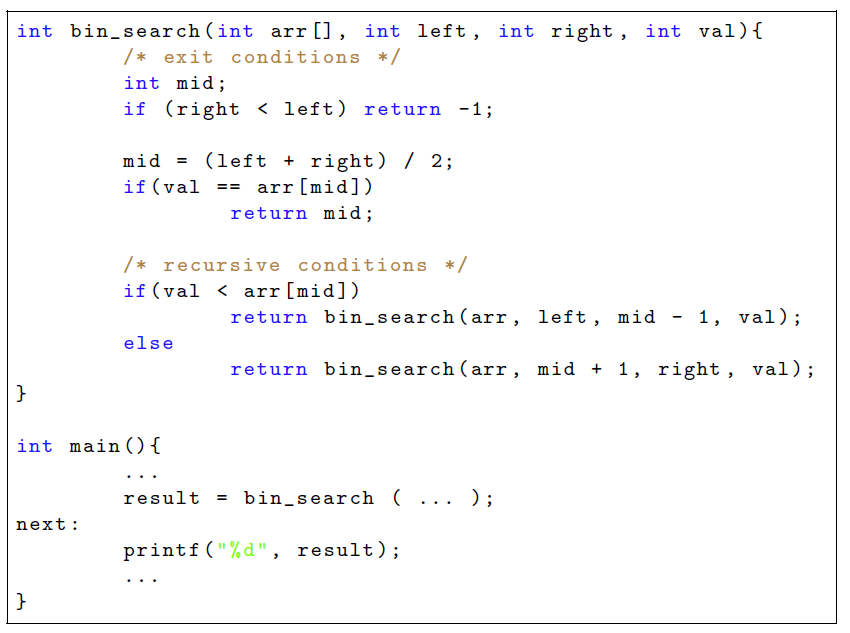 int bin_search(int arr[], int left, int right, int val){
/* exit conditions */
int mid;
if (right < left) return -1;
mid = (left + right) / 2;
if(val == arr[mid])
return mid;
/* recursive conditions */
if(val < arr[mid])
return bin_search(arr, left, mid - 1, val);
else
return bin_search(arr, mid + 1, right, val);
}
int main(){
...
result = bin_search ( ... );
next:
printf("%d", result);
...
}